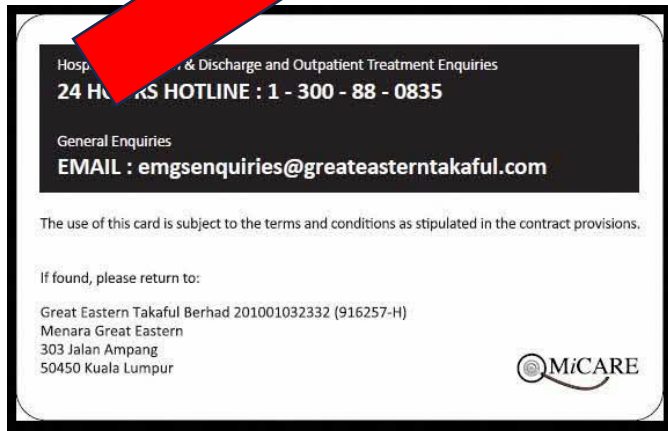 & Discharge and Outpatient Treatment Enquiries
24 HOTLINE : 1 - 300 - 88 - 0835
General Enquiries
EMAIL : emgsenquiries@greateasterntakaful.com
The use of this card is subject to the terms and conditions as stipulated in the contract provisions.
If found, please return to:
Great Eastern Takaful Berhad 201001032332 (916257-H)
Menara Great Eastern
303 Jalan Ampang
50450 Kuala Lumpur
MiCARE